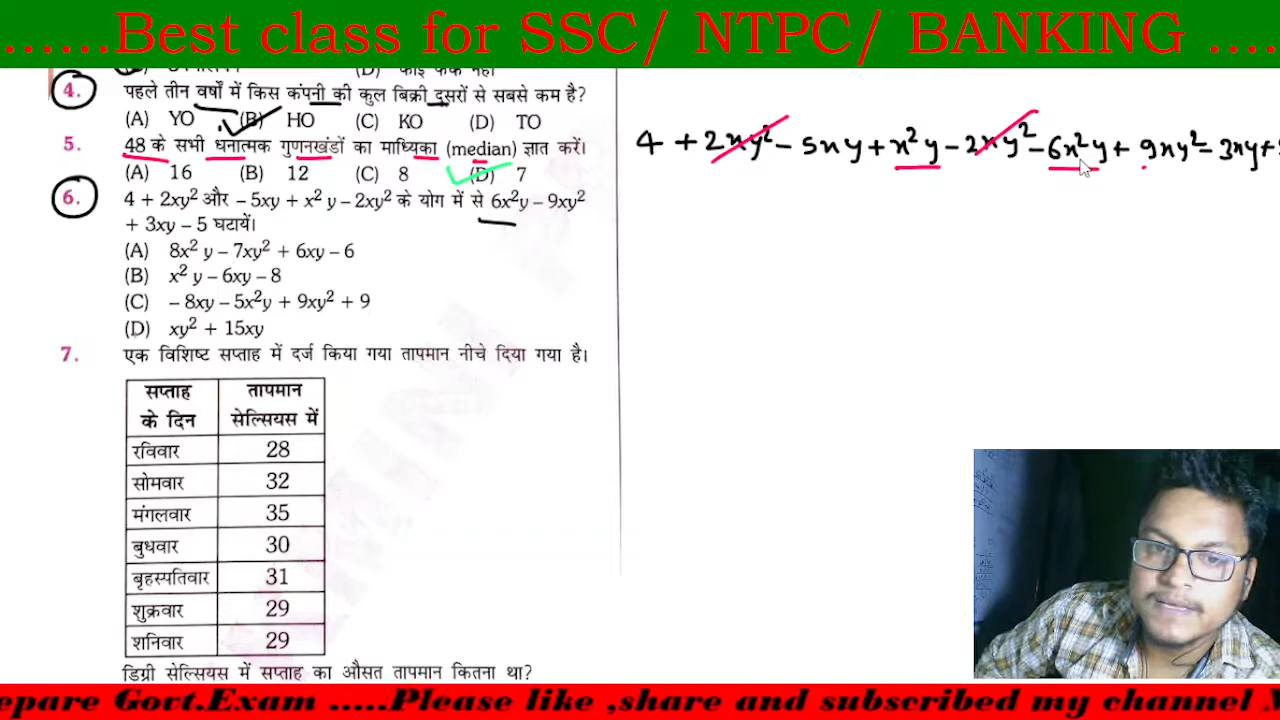 ......Best class for SSC/ NTPC/ BANKING ....
4. पहले तीन वर्षों में किस कंपनी की कुल बिक्री दूसरों से सबसे कम है?
(A) YO (B) HO (C) KO (D) TO
5. 48 के सभी धनात्मक गुणनखंडों का माध्यिका (median) ज्ञात करें।
(A) 16 (B) 12 (C) 8 (D) 7
6. 4 + 2xy² और – 5xy + x² y – 2xy² के योग में से 6x²y – 9xy²
+ 3xy – 5 घटायें।
(A) 8x² y – 7xy² + 6xy – 6
(B) x² y – 6xy – 8
(C) – 8xy – 5x²y + 9xy² + 9
(D) xy² + 15xy
7. एक विशिष्ट सप्ताह में दर्ज किया गया तापमान नीचे दिया गया है।
सप्ताह के दिन तापमान सेल्सियस में
रविवार 28
सोमवार 32
मंगलवार 35
बुधवार 30
बृहस्पतिवार 31
शुक्रवार 29
शनिवार 29
डिग्री सेल्सियस में सप्ताह का औसत तापमान कितना था?
4 + 2xy² – 5xy + x²y – 2xy² – 6x²y + 9xy² – 3xy +
epare Govt.Exam .....Please like ,share and subscribed my channel